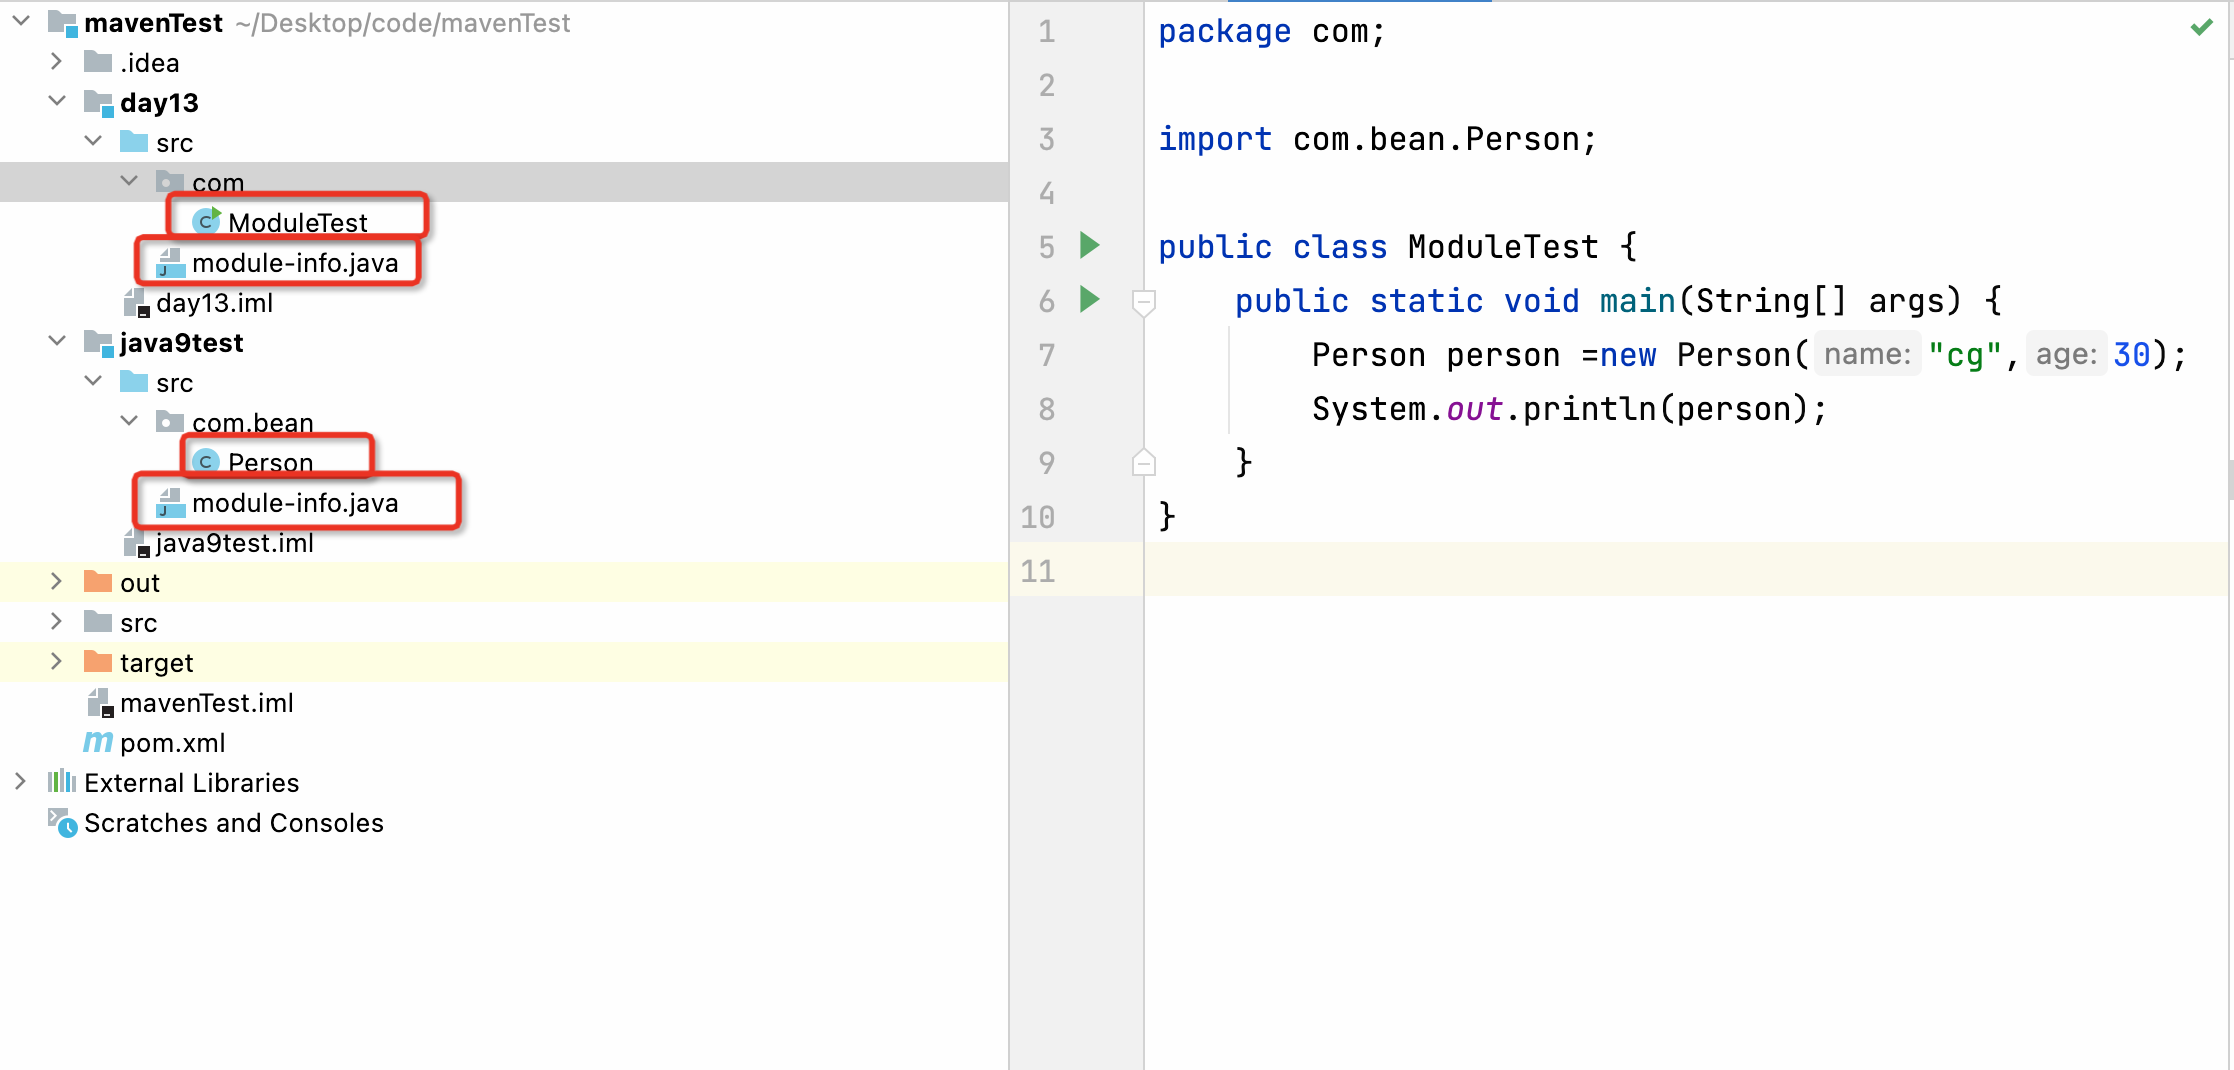 mavenTest ~/Desktop/code/mavenTest
.idea
day13
src
com
ModuleTest
module-info.java
day13.iml
java9test
src
com.bean
Person
module-info.java
java9test.iml
out
src
target
mavenTest.iml
pom.xml
External Libraries
Scratches and Consoles
1 package com;
2
3 import com.bean.Person;
4
5 public class ModuleTest {
6 public static void main(String[] args) {
7 Person person =new Person( name: "cg", age: 30);
8 System.out.println(person);
9 }
10 }
11